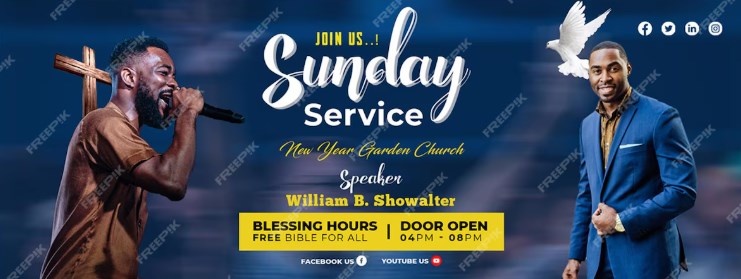 JOIN US..!
Sunday
Service
New Year Garden Church
Speaker
William B. Showalter
BLESSING HOURS | DOOR OPEN
FREE BIBLE FOR ALL 04PM - 08PM
FACEBOOK US f YOUTUBE US
FREEPIK